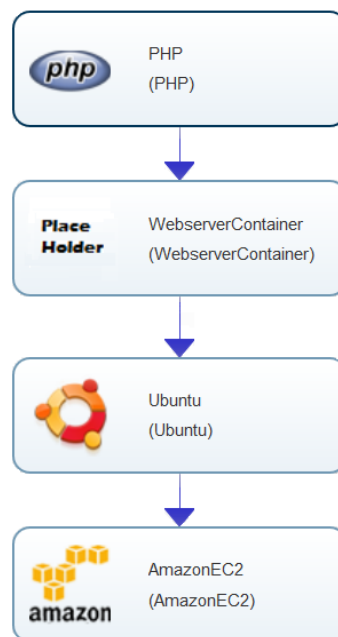 php
PHP
(PHP)
Place
Holder
WebserverContainer
(WebserverContainer)
Ubuntu
(Ubuntu)
amazon
AmazonEC2
(AmazonEC2)